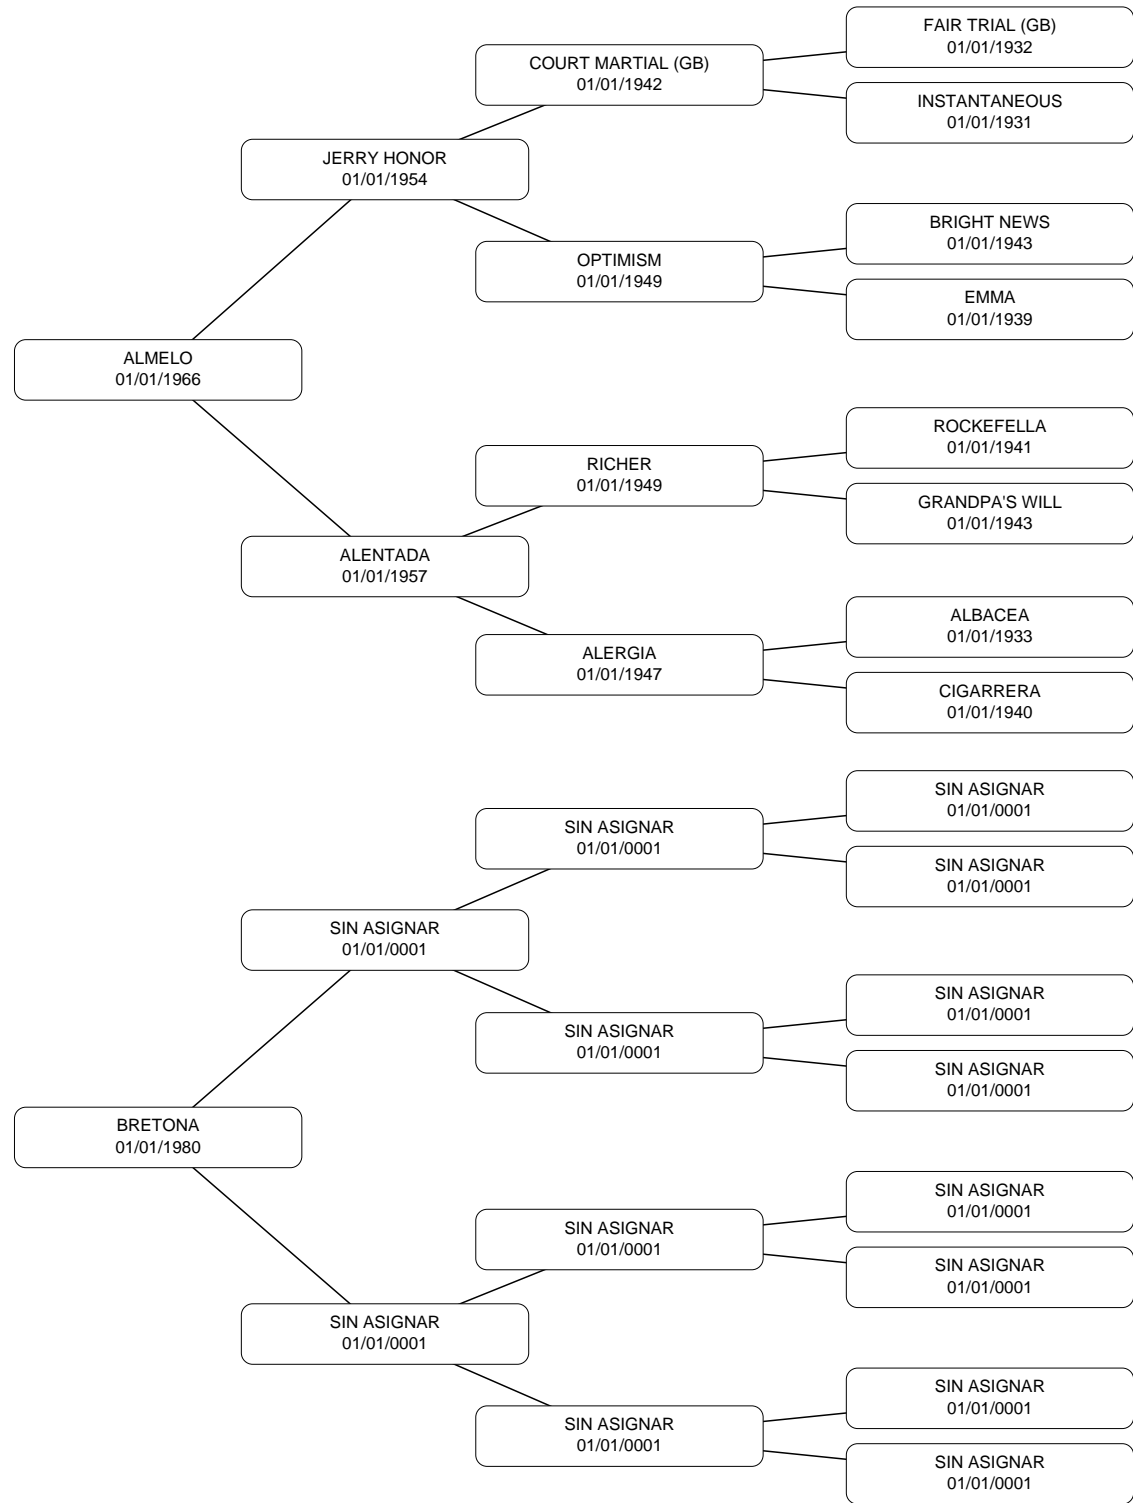 FAIR TRIAL (GB)
01/01/1932
COURT MARTIAL (GB)
01/01/1942
INSTANTANEOUS
01/01/1931
JERRY HONOR
01/01/1954
BRIGHT NEWS
01/01/1943
OPTIMISM
01/01/1949
EMMA
01/01/1939
ALMELO
01/01/1966
ROCKEFELLA
01/01/1941
RICHER
01/01/1949
GRANDPA'S WILL
01/01/1943
ALENTADA
01/01/1957
ALBACEA
01/01/1933
ALERGIA
01/01/1947
CIGARRERA
01/01/1940
SIN ASIGNAR
01/01/0001
SIN ASIGNAR
01/01/0001
SIN ASIGNAR
01/01/0001
SIN ASIGNAR
01/01/0001
SIN ASIGNAR
01/01/0001
SIN ASIGNAR
01/01/0001
SIN ASIGNAR
01/01/0001
BRETONA
01/01/1980
SIN ASIGNAR
01/01/0001
SIN ASIGNAR
01/01/0001
SIN ASIGNAR
01/01/0001
SIN ASIGNAR
01/01/0001
SIN ASIGNAR
01/01/0001
SIN ASIGNAR
01/01/0001
SIN ASIGNAR
01/01/0001